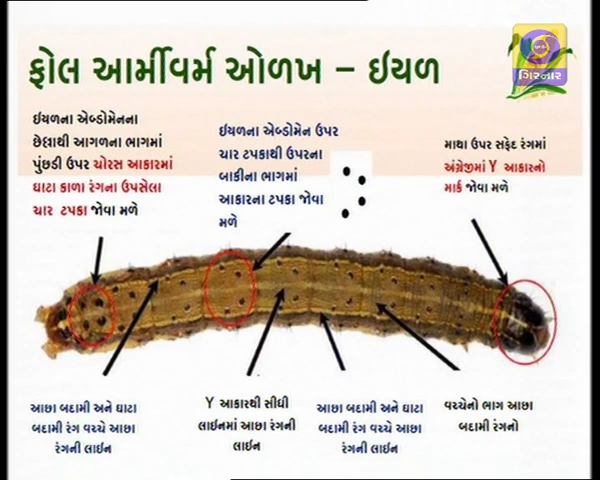 ફોલ આર્મીવર્મ ઓળખ – ઇયળ
ગિરનાર
ઇયળના એબ્ડોમેનના
છેલ્લાથી આગળના ભાગમાં
પુંછડી ઉપર ચોરસ આકારમાં
ઘાટા કાળા રંગના ઉપસેલા
ચાર ટપકા જોવા મળે
ઇયળના એબ્ડોમેન ઉપર
ચાર ટપકાથી ઉપરના
બાકીના ભાગમાં
આકારના ટપકા જોવા
મળે
માથા ઉપર સફેદ રંગમાં
અંગ્રેજીમાં Y આકારનો
માર્ક જોવા મળે
આછા બદામી અને ઘાટા
બદામી રંગ વચ્ચે આછા
રંગની લાઈન
Y આકારથી સીધી
લાઈનમાં આછા રંગની
લાઈન
આછા બદામી અને ઘાટા
બદામી રંગ વચ્ચે આછા
રંગની લાઈન
વચ્ચેનો ભાગ આછા
બદામી રંગનો